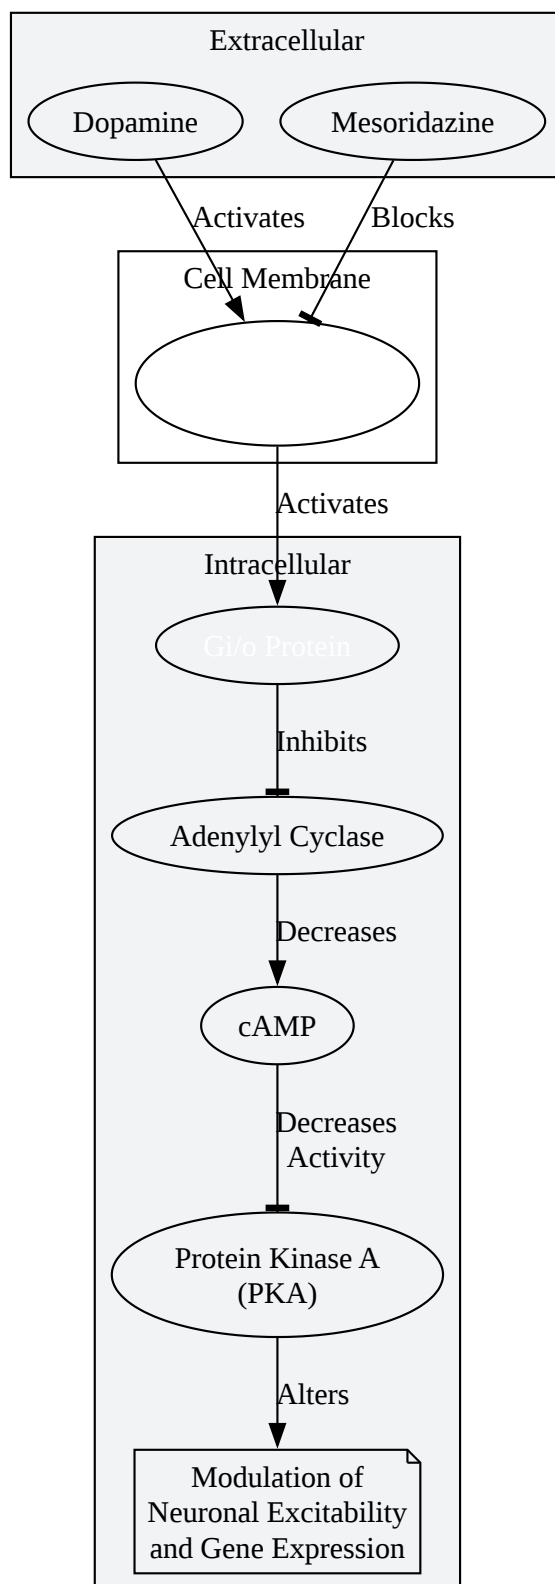 Extracellular
Dopamine
Mesoridazine
Activates
Blocks
Cell Membrane
Activates
Intracellular
Gi/o Protein
Inhibits
Adenylyl Cyclase
Decreases
cAMP
Decreases
Activity
Protein Kinase A
(PKA)
Alters
Modulation of
Neuronal Excitability
and Gene Expression